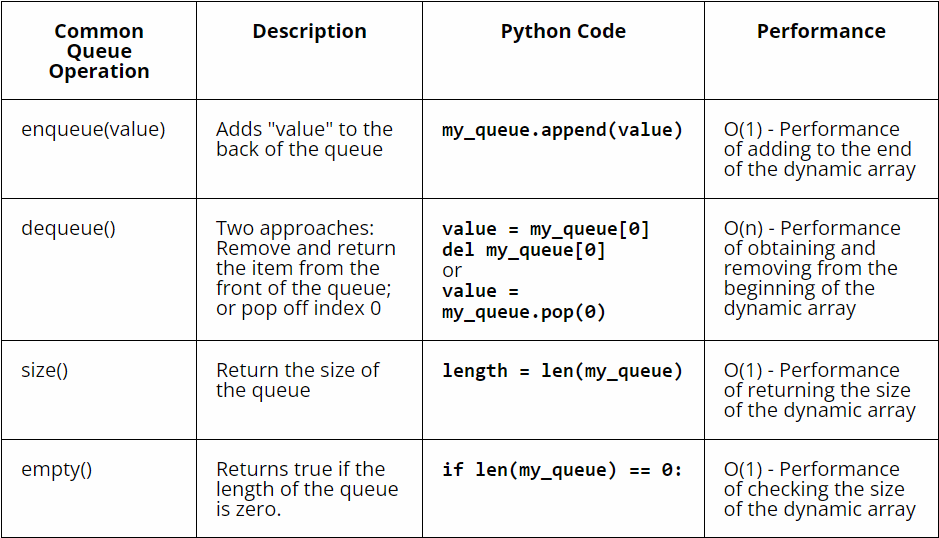 Common
Queue
Operation
Description
Python Code
Performance
enqueue(value)
Adds "value" to the
back of the queue
my_queue.append(value)
O(1) - Performance
of adding to the end
of the dynamic array
dequeue()
Two approaches:
Remove and return
the item from the
front of the queue;
or pop off index 0
value = my_queue[0]
del my_queue[0]
or
value =
my_queue.pop(0)
O(n) - Performance
of obtaining and
removing from the
beginning of the
dynamic array
size()
Return the size of
the queue
length = len(my_queue)
O(1) - Performance
of returning the size
of the dynamic array
empty()
Returns true if the
length of the queue
is zero.
if len(my_queue) == 0:
O(1) - Performance
of checking the size
of the dynamic array